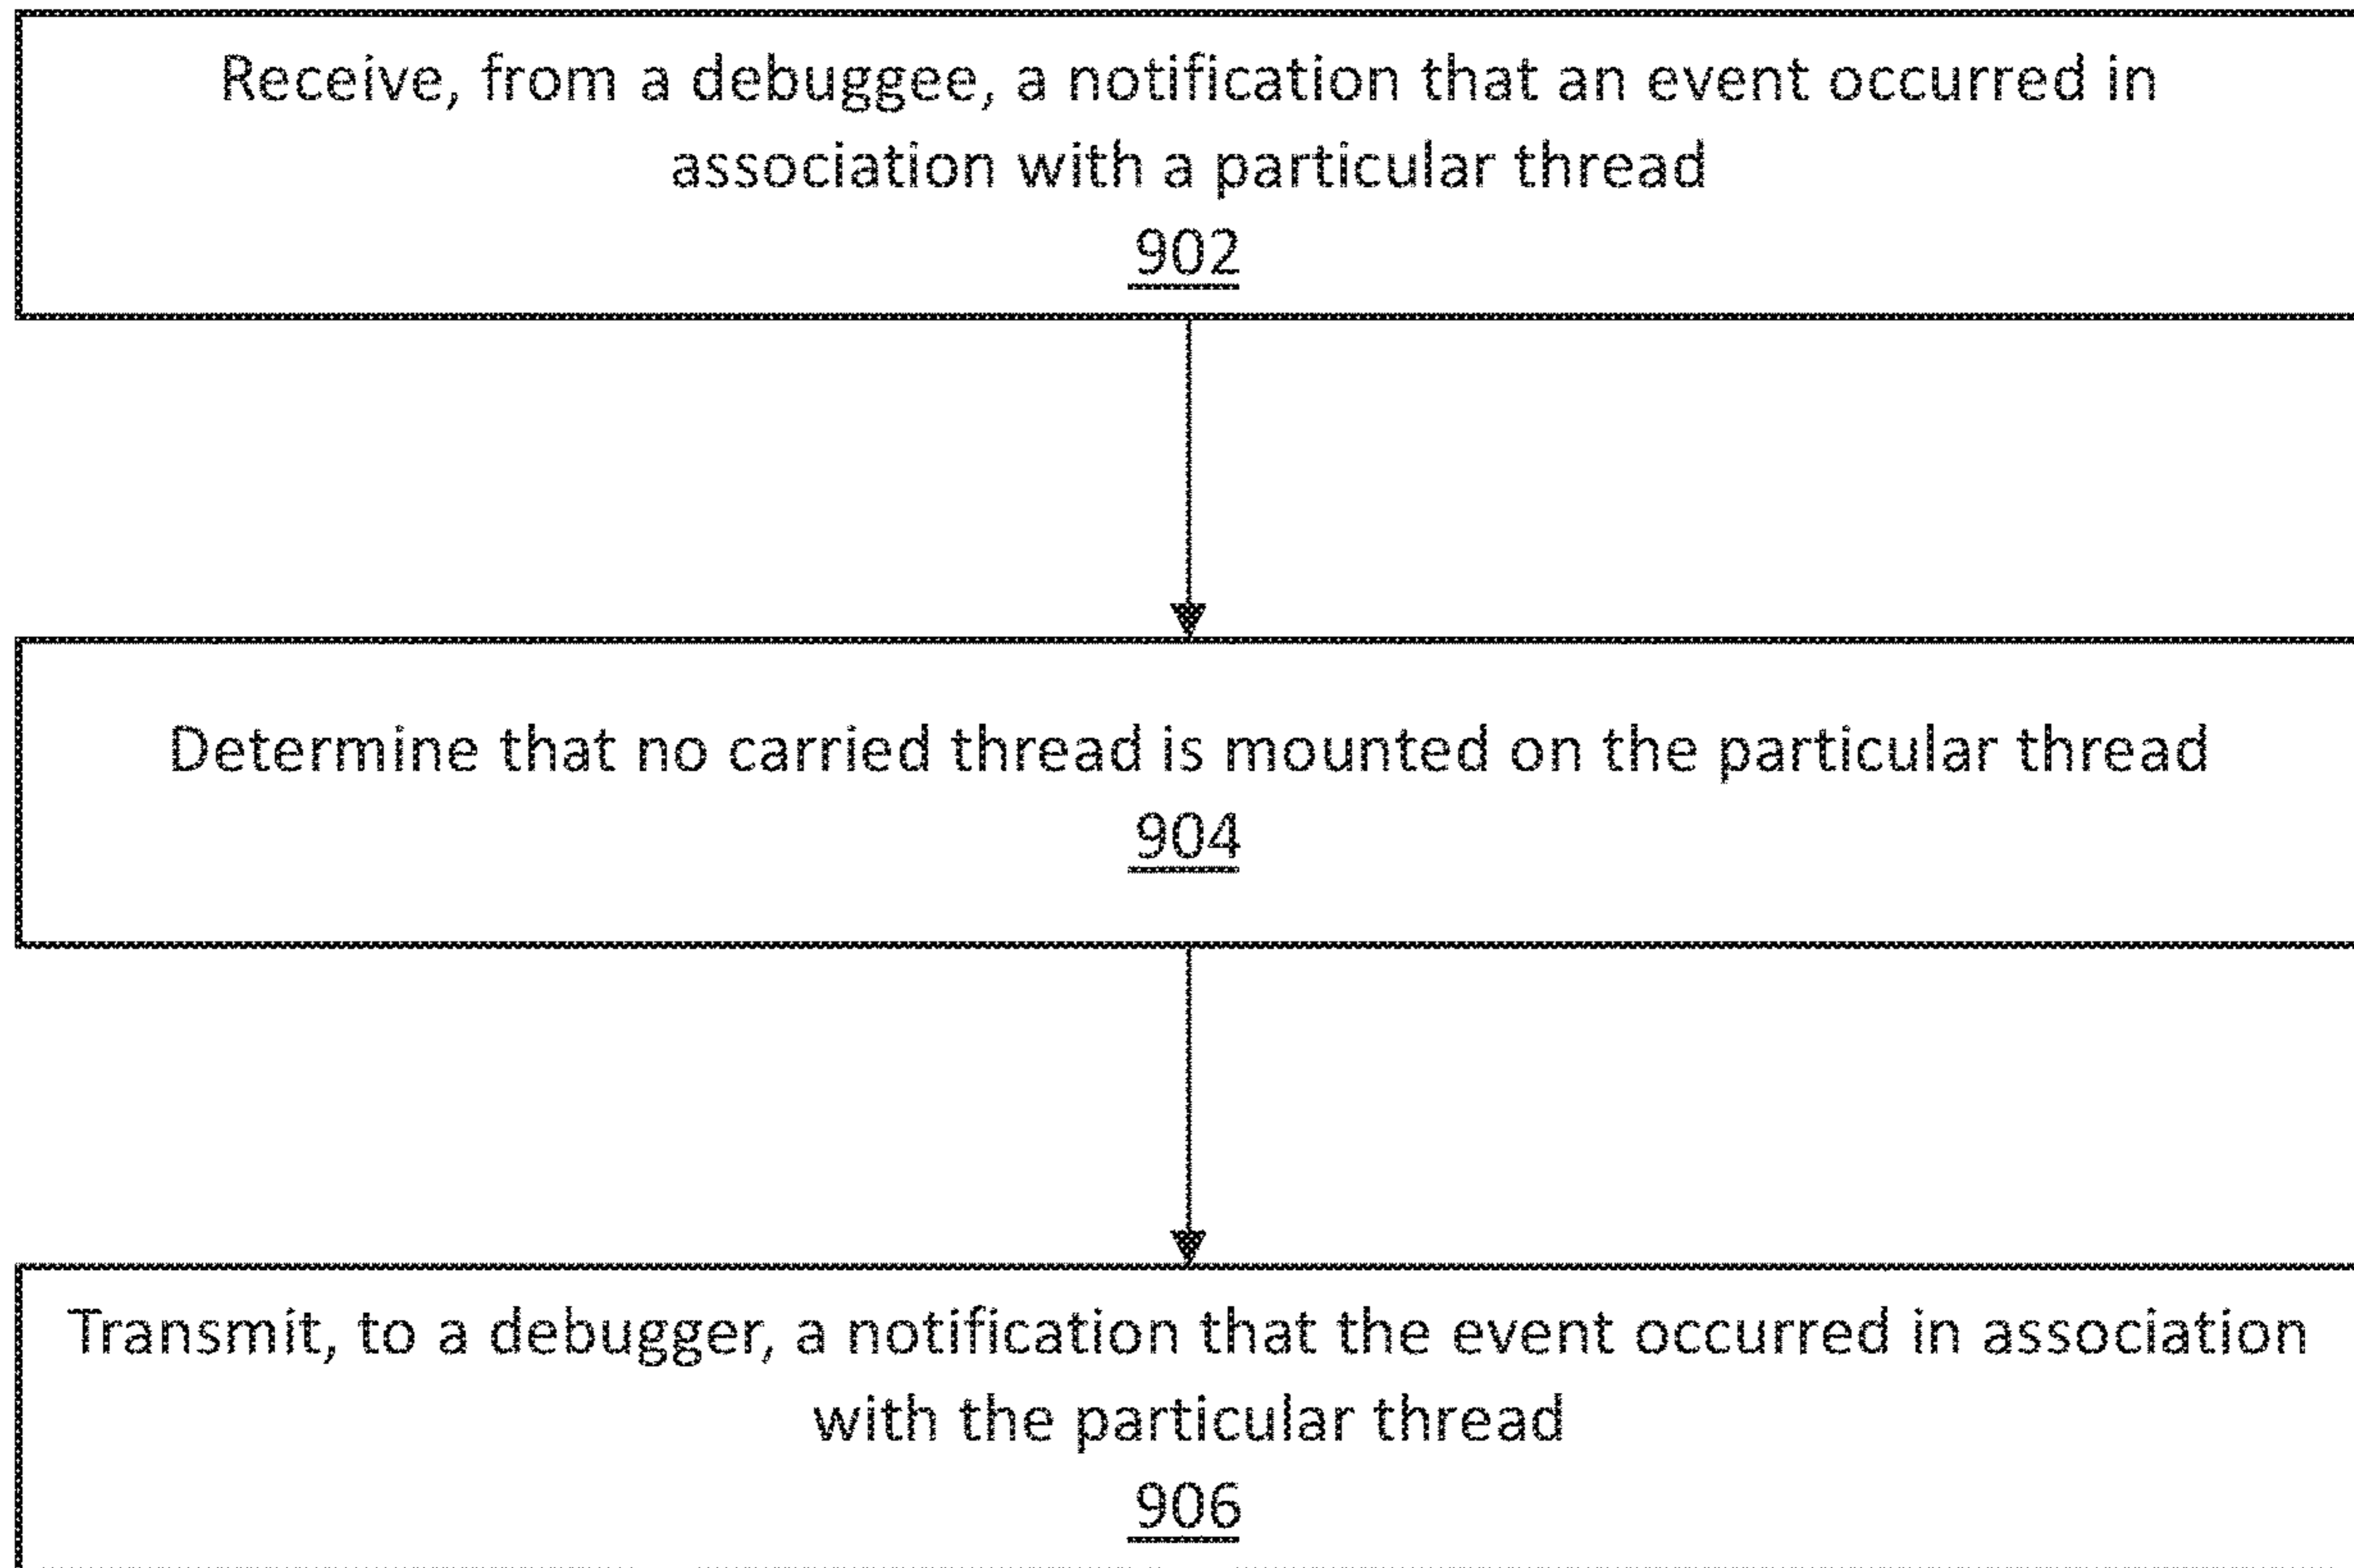 Receive, from a debuggee, a notification that an event occurred in
association with a particular thread
902
Determine that no carried thread is mounted on the particular thread
904
Transmit, to a debugger, a notification that the event occurred in association
with the particular thread
906